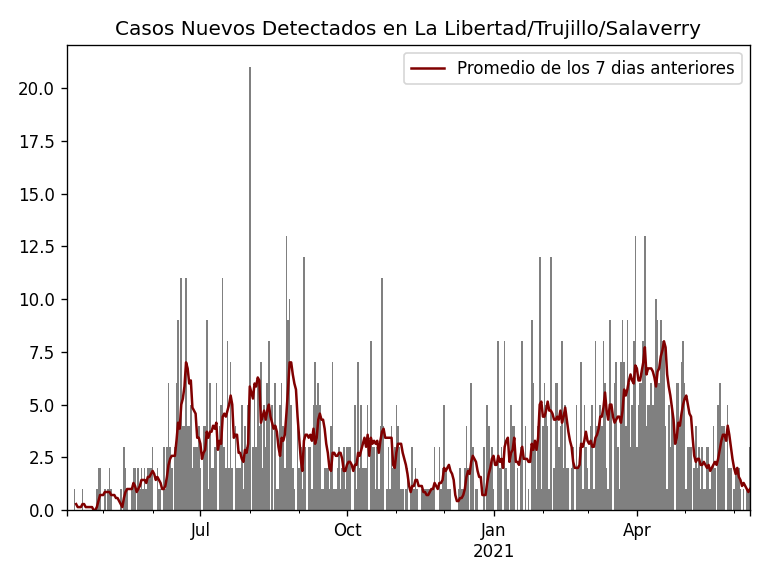 Casos Nuevos Detectados en La Libertad/Trujillo/Salaverry
Promedio de los 7 dias anteriores
20.0
17.5
15.0
12.5
10.0
7.5
5.0
2.5
0.0
Jul
Oct
Jan
2021
Apr